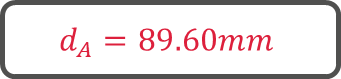 d_A = 89.60mm